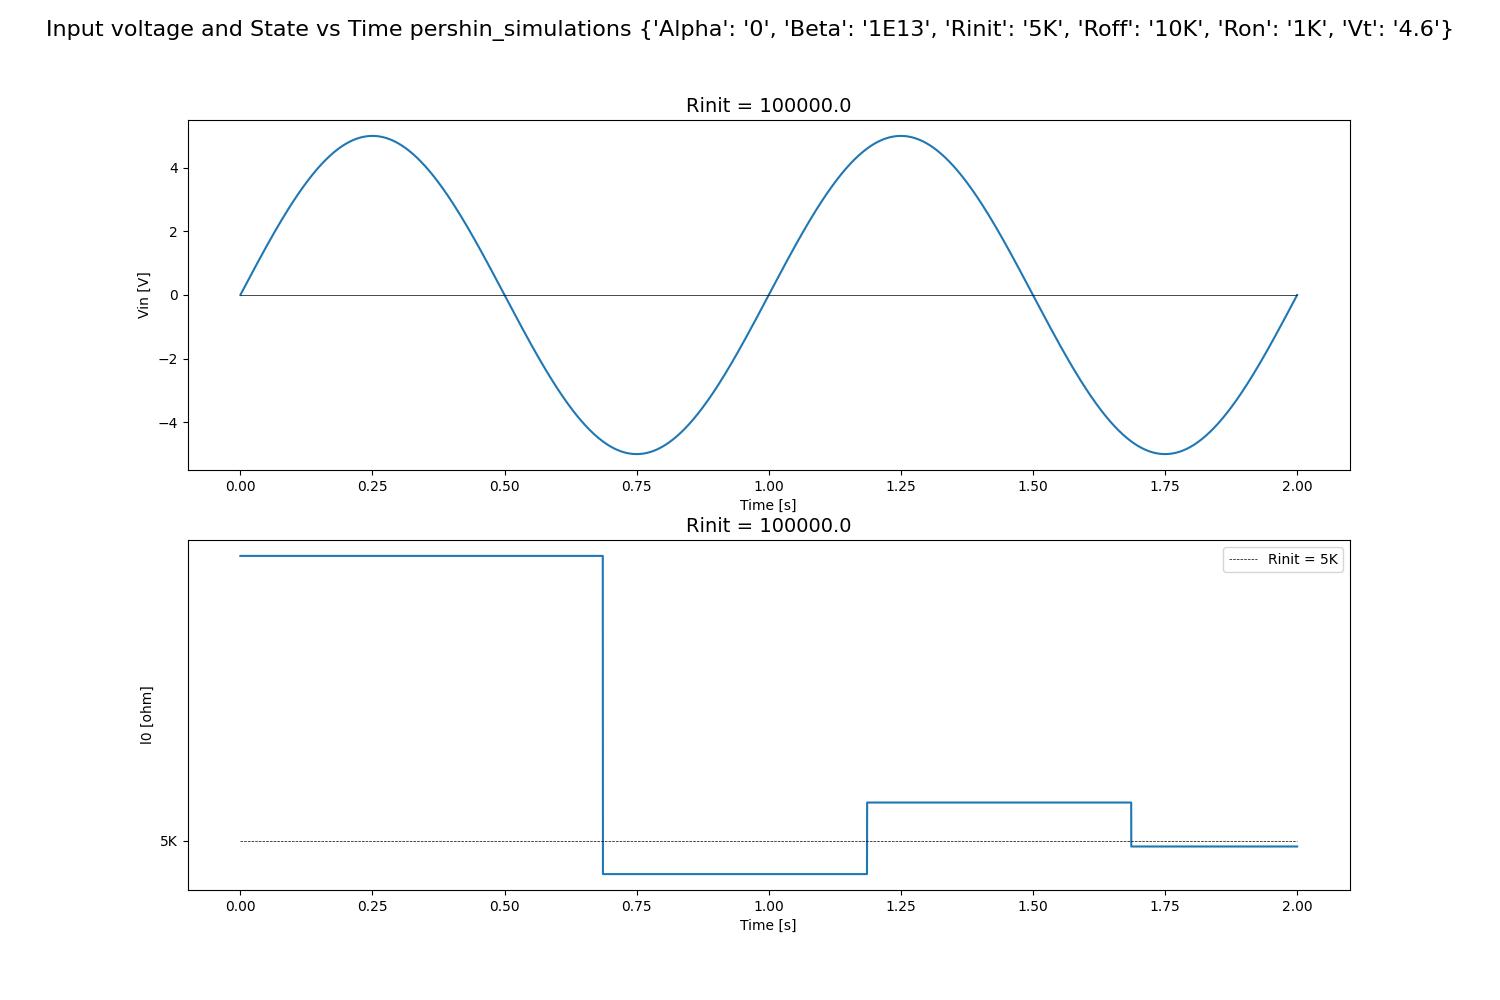 Input voltage and State vs Time pershin_simulations {'Alpha': '0', 'Beta': '1E13', 'Rinit': '5K', 'Roff': '10K', 'Ron': '1K', 'Vt': '4.6'}
Rinit = 100000.0
4
2
0
−2
−4
Vin [V]
0.00 0.25 0.50 0.75 1.00 1.25 1.50 1.75 2.00
Time [s]
Rinit = 100000.0
Rinit = 5K
l0 [ohm]
5K
0.00 0.25 0.50 0.75 1.00 1.25 1.50 1.75 2.00
Time [s]